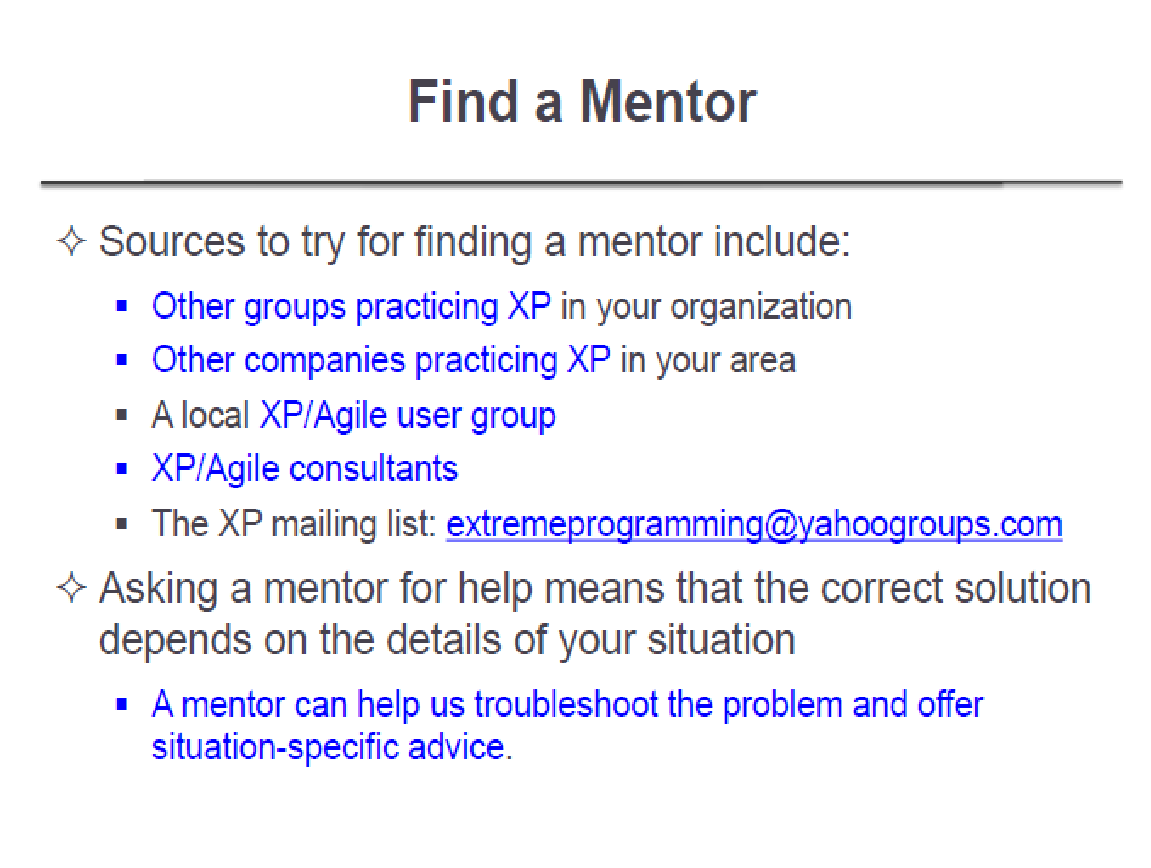 Find a Mentor
Sources to try for finding a mentor include:
Other groups practicing XP in your organization
Other companies practicing XP in your area
A local XP/Agile user group
XP/Agile consultants
The XP mailing list: extremeprogramming@yahoogroups.com
Asking a mentor for help means that the correct solution
depends on the details of your situation
A mentor can help us troubleshoot the problem and offer
situation-specific advice.